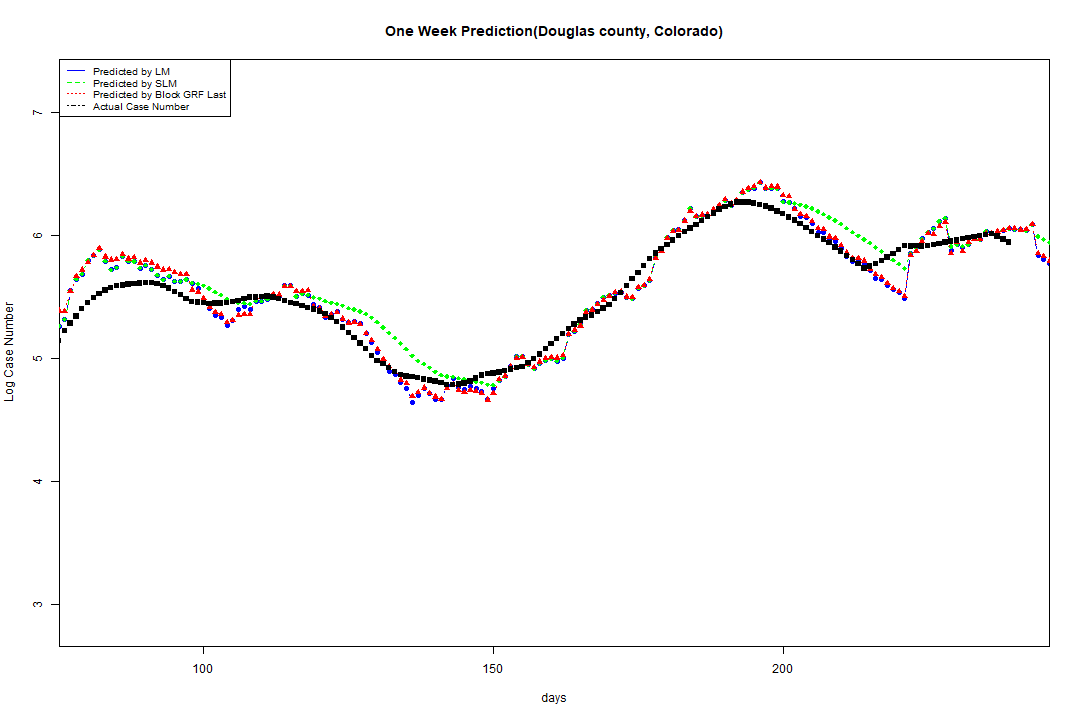 One Week Prediction(Douglas county, Colorado)
Predicted by LM
Predicted by SLM
Predicted by Block GRF Last
Actual Case Number
7
6
5
4
3
Log Case Number
100 150 200
days